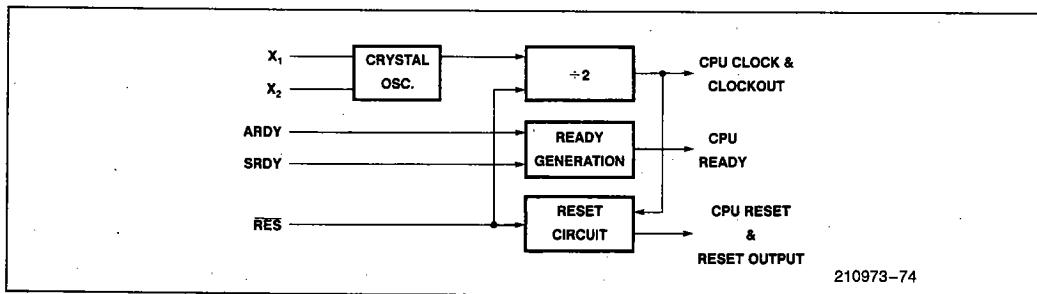 X₁
X₂
CRYSTAL
OSC.
÷2
CPU CLOCK &
CLOCKOUT
ARDY
SRDY
READY
GENERATION
CPU
READY
R̅E̅S̅
RESET
CIRCUIT
CPU RESET
&
RESET OUTPUT
210973–74